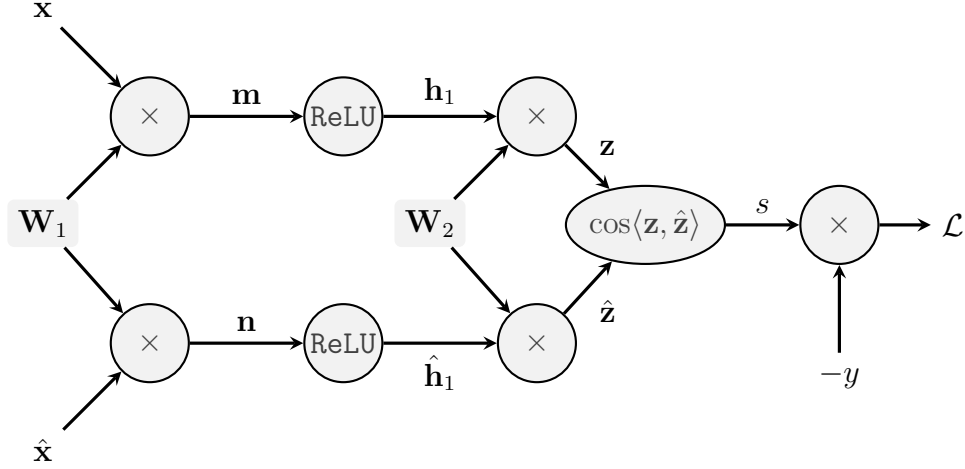 x
× m ReLU h₁ × z
W₁ W₂ cos⟨z, ẑ⟩ s × ℒ
× n ReLU ĥ₁ × ẑ
−y
x̂